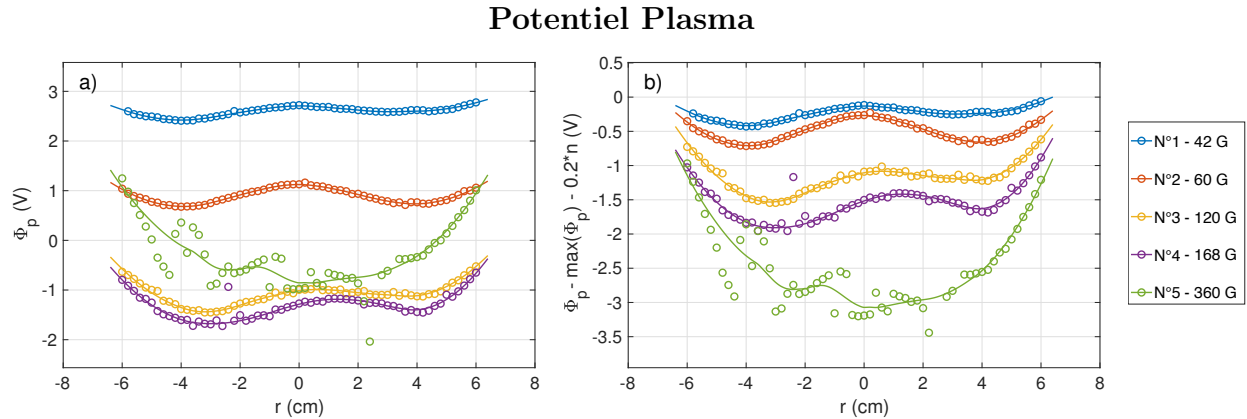 Potentiel Plasma
a)
3
2
1
0
-1
-2
Φp (V)
-8
-6
-4
-2
0
2
4
6
8
r (cm)
b)
0.5
0
-0.5
-1
-1.5
-2
-2.5
-3
-3.5
Φp - max(Φp) - 0.2*n (V)
-8
-6
-4
-2
0
2
4
6
8
r (cm)
N°1 - 42 G
N°2 - 60 G
N°3 - 120 G
N°4 - 168 G
N°5 - 360 G